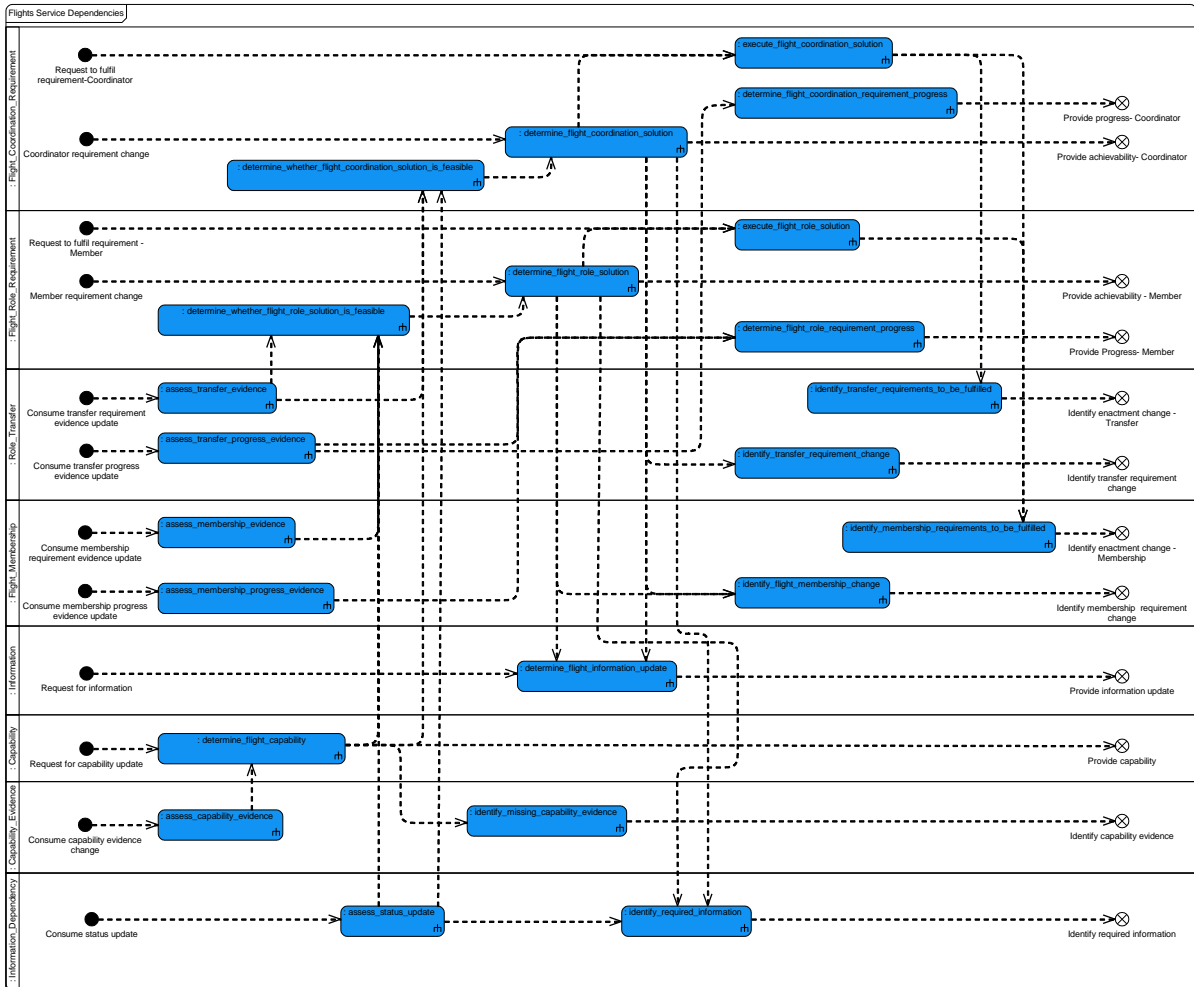 Flights Service Dependencies
: Flight_Coordination_Requirement
Request to fulfil
requirement-Coordinator
: execute_flight_coordination_solution
: determine_flight_coordination_requirement_progress
Provide progress- Coordinator
Coordinator requirement change
: determine_flight_coordination_solution
Provide achievability- Coordinator
: determine_whether_flight_coordination_solution_is_feasible
: Flight_Role_Requirement
Request to fulfil requirement -
Member
: execute_flight_role_solution
Member requirement change
: determine_flight_role_solution
Provide achievability - Member
: determine_whether_flight_role_solution_is_feasible
: determine_flight_role_requirement_progress
Provide Progress- Member
: Role_Transfer
Consume transfer requirement
evidence update
: assess_transfer_evidence
: identify_transfer_requirements_to_be_fulfilled
Identify enactment change -
Transfer
Consume transfer progress
evidence update
: assess_transfer_progress_evidence
: identify_transfer_requirement_change
Identify transfer requirement
change
: Flight_Membership
Consume membership
requirement evidence update
: assess_membership_evidence
: identify_membership_requirements_to_be_fulfilled
Identify enactment change -
Membership
Consume membership progress
evidence update
: assess_membership_progress_evidence
: identify_flight_membership_change
Identify membership requirement
change
: Information
Request for information
: determine_flight_information_update
Provide information update
: Capability
Request for capability update
: determine_flight_capability
Provide capability
: Capability_Evidence
Consume capability evidence
change
: assess_capability_evidence
: identify_missing_capability_evidence
Identify capability evidence
: Information_Dependency
Consume status update
: assess_status_update
: identify_required_information
Identify required information